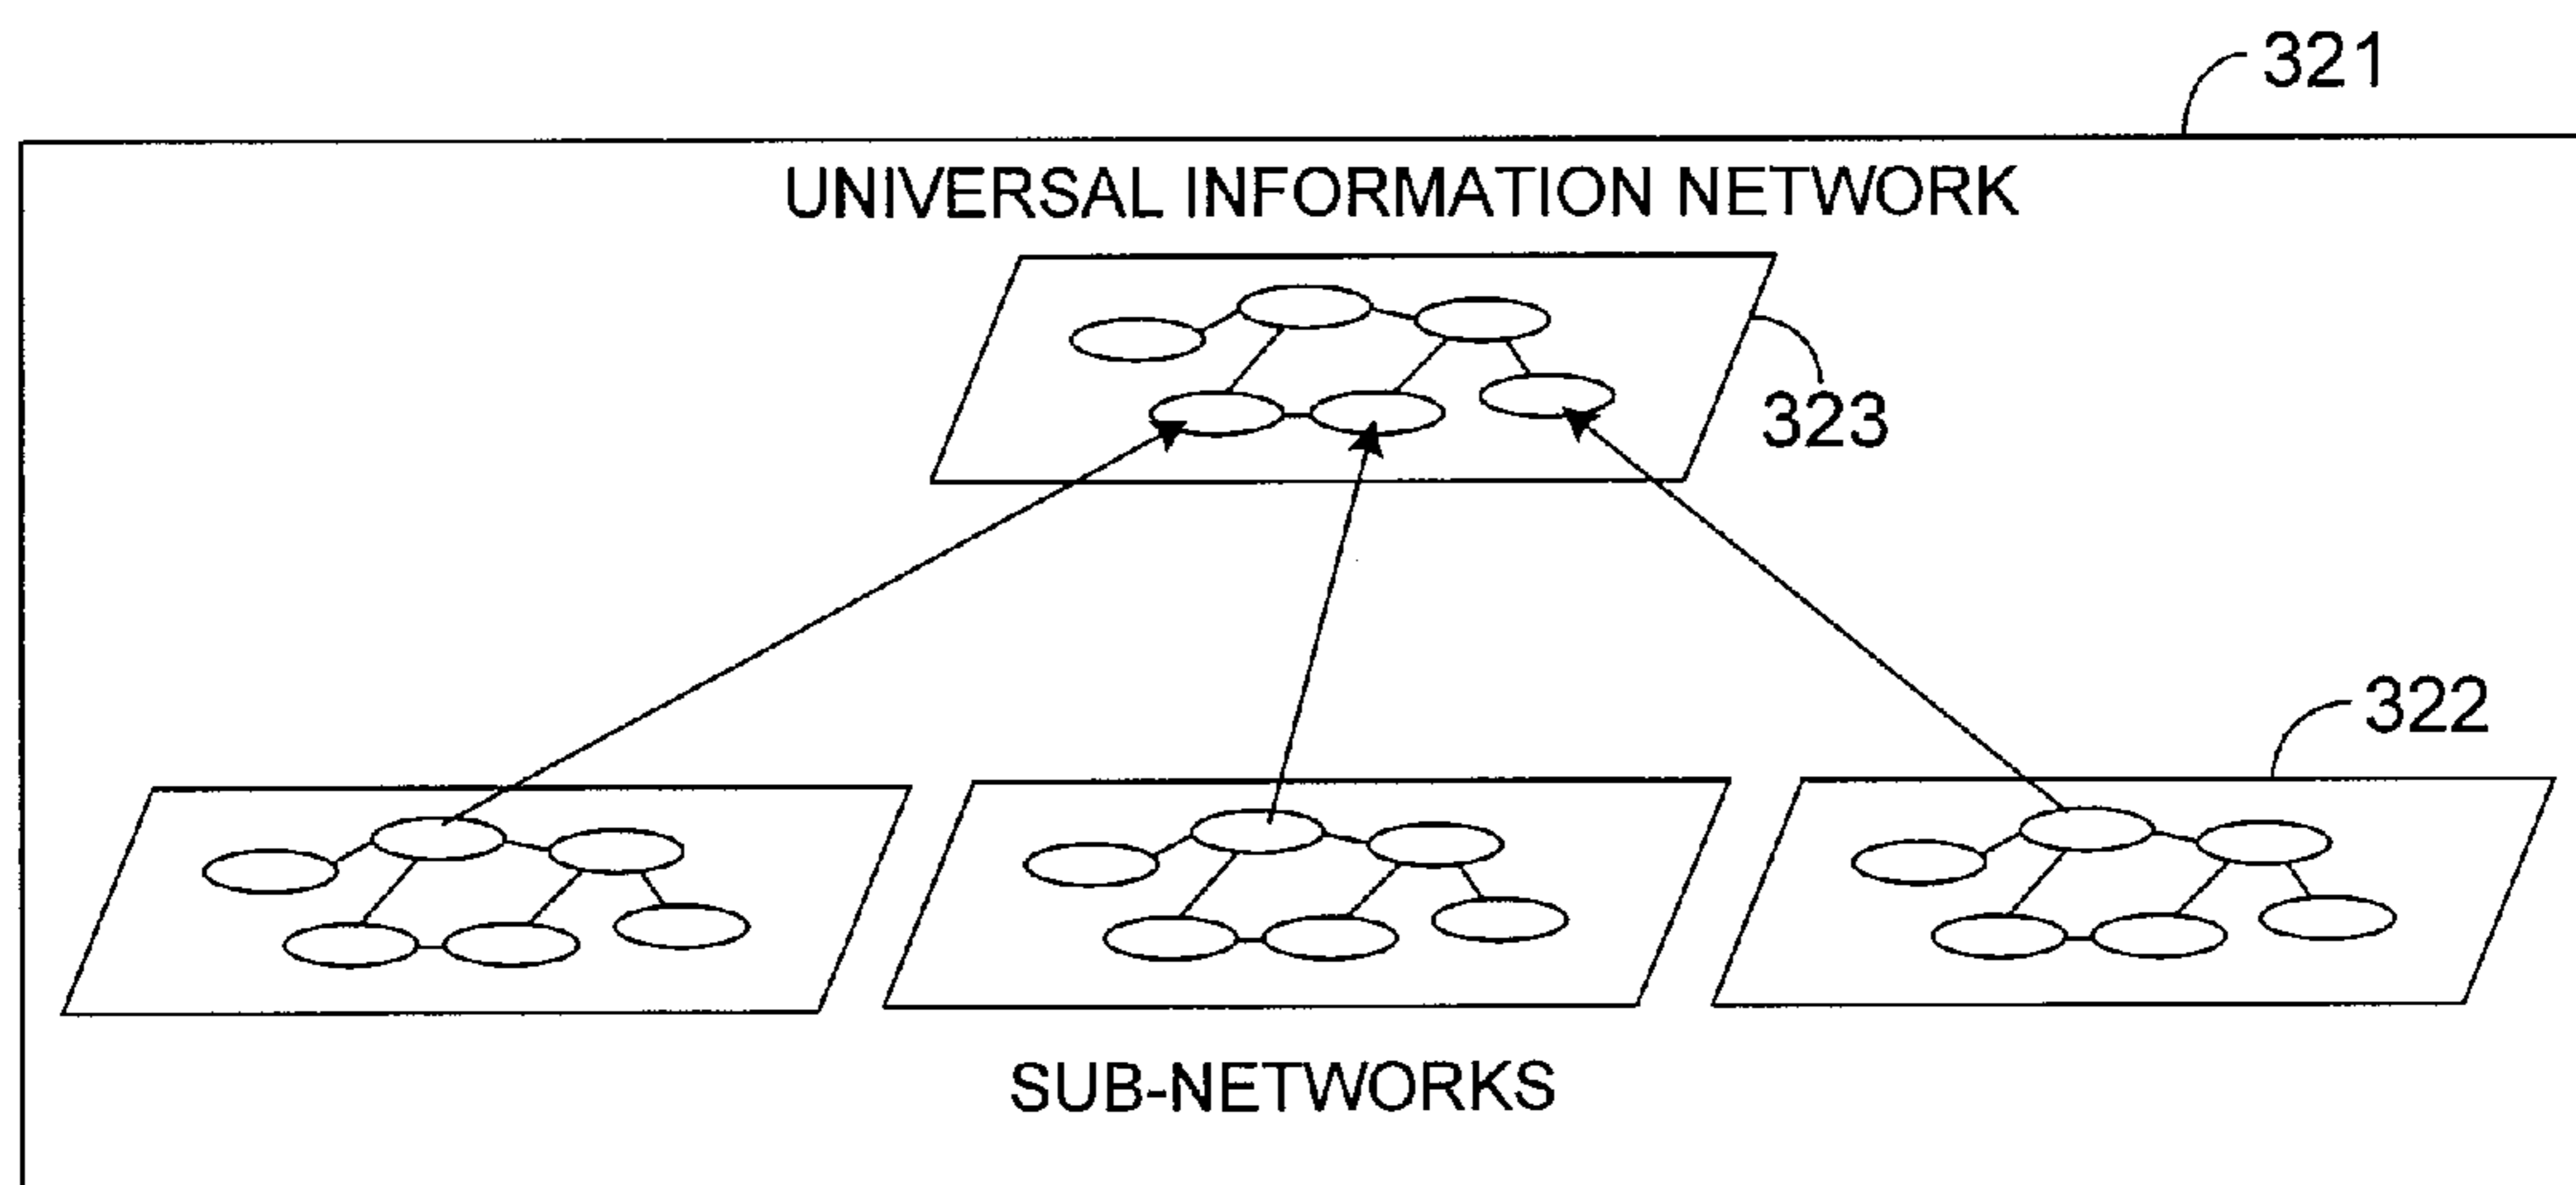 321
UNIVERSAL INFORMATION NETWORK
323
322
SUB-NETWORKS